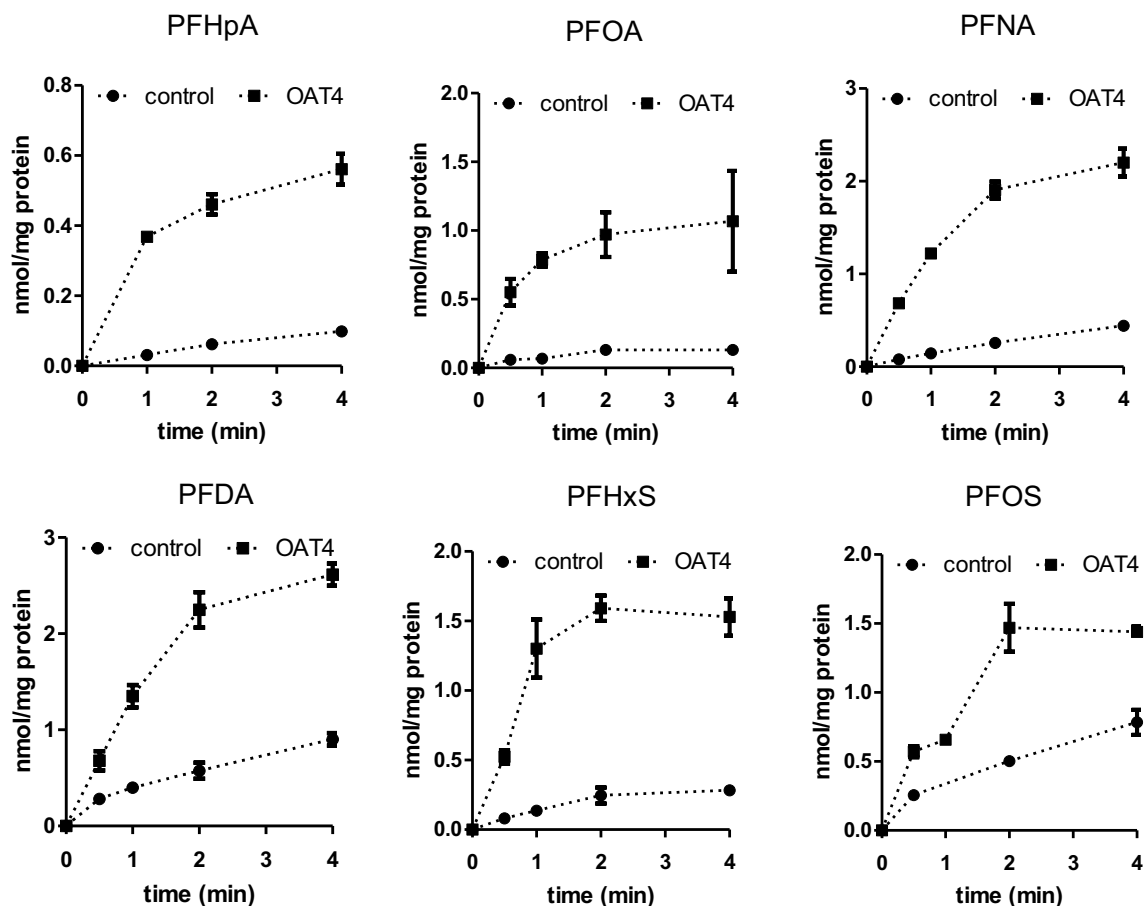 PFHpA
control OAT4
nmol/mg protein
0.8
0.6
0.4
0.2
0.0
0 1 2 3 4
time (min)
PFOA
control OAT4
nmol/mg protein
2.0
1.5
1.0
0.5
0.0
0 1 2 3 4
time (min)
PFNA
control OAT4
nmol/mg protein
3
2
1
0
0 1 2 3 4
time (min)
PFDA
control OAT4
nmol/mg protein
3
2
1
0
0 1 2 3 4
time (min)
PFHxS
control OAT4
nmol/mg protein
2.0
1.5
1.0
0.5
0.0
0 1 2 3 4
time (min)
PFOS
control OAT4
nmol/mg protein
2.0
1.5
1.0
0.5
0.0
0 1 2 3 4
time (min)